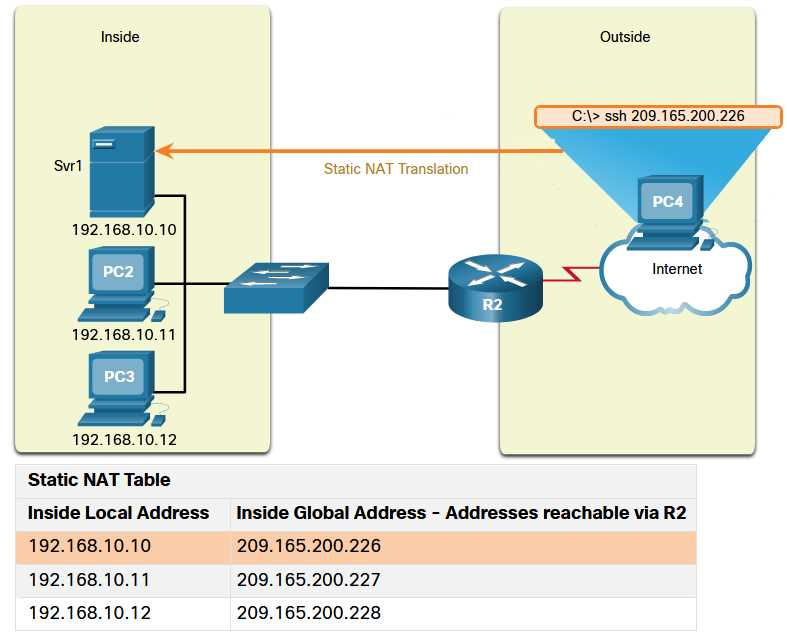 Inside
Outside
C:\> ssh 209.165.200.226
Svr1
Static NAT Translation
PC4
192.168.10.10
PC2
Internet
R2
192.168.10.11
PC3
192.168.10.12
Static NAT Table
Inside Local Address Inside Global Address - Addresses reachable via R2
192.168.10.10 209.165.200.226
192.168.10.11 209.165.200.227
192.168.10.12 209.165.200.228